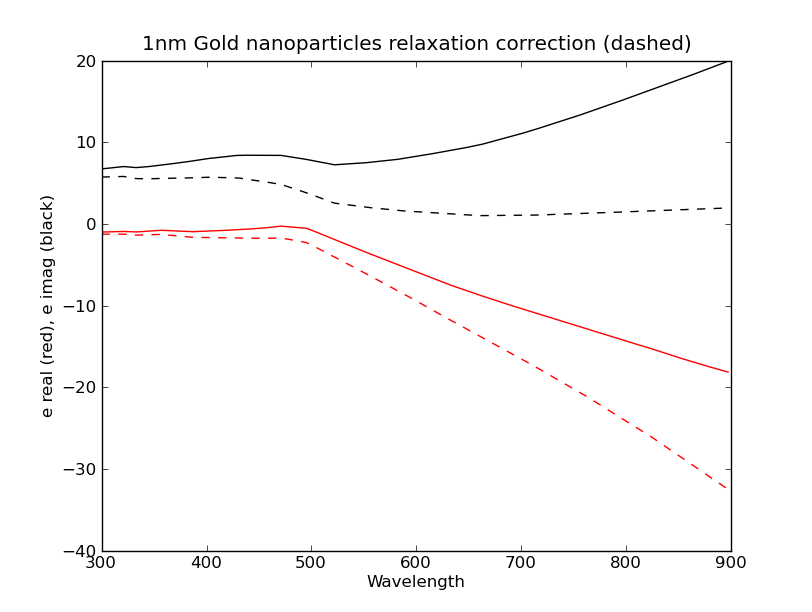 1nm Gold nanoparticles relaxation correction (dashed)
20
10
0
−10
−20
−30
−40
e real (red), e imag (black)
300 400 500 600 700 800 900
Wavelength